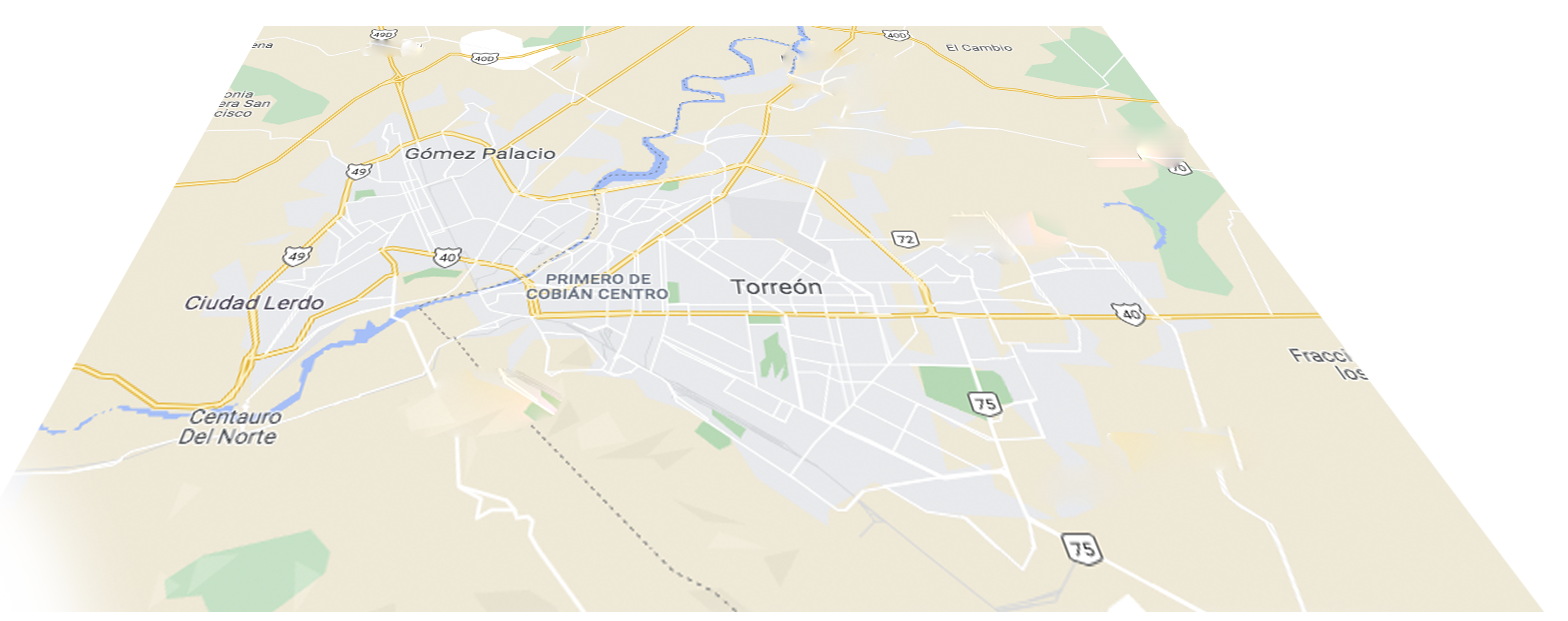 49D
40D
40D
El Cambio
ena
onia
era San
cisco
Gómez Palacio
49
70
72
49
40
PRIMERO DE
COBIÁN CENTRO
Torreón
Ciudad Lerdo
40
Fracci
los
75
Centauro
Del Norte
75